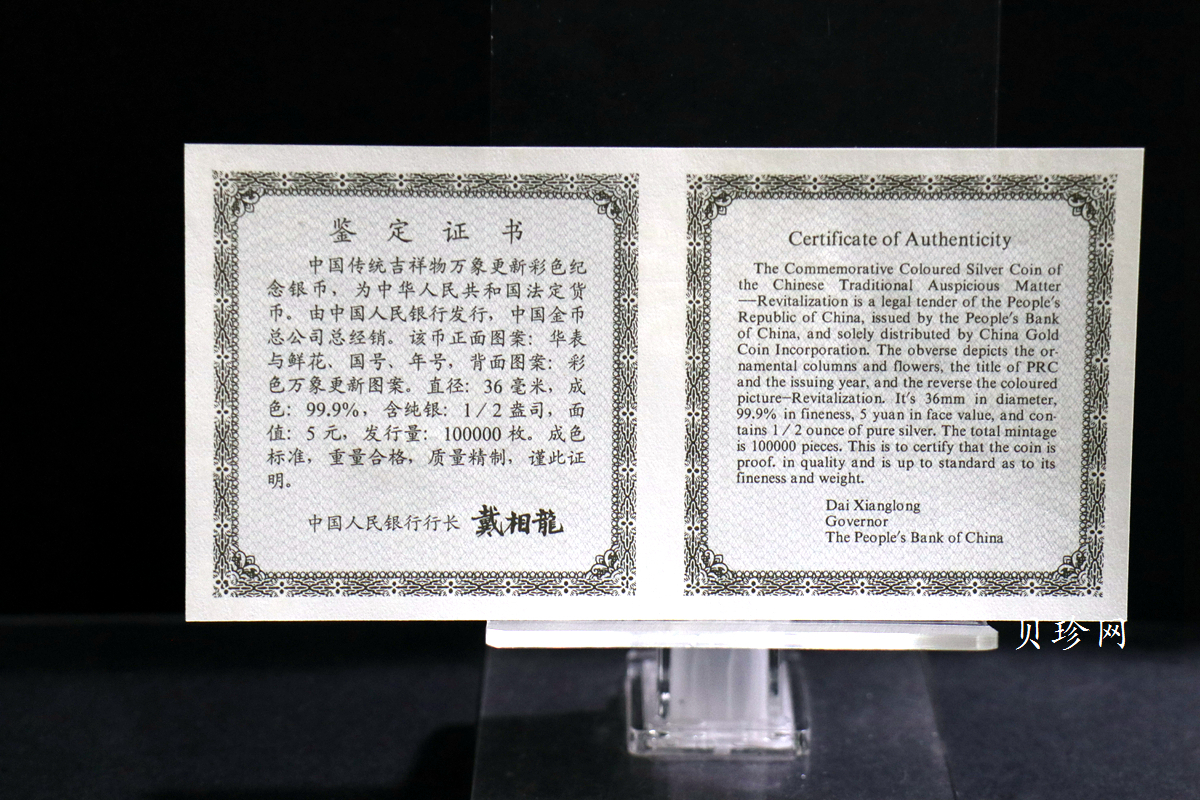 鉴定证书
中国传统吉祥物万象更新彩色纪
念银币，为中华人民共和国法定货
币。由中国人民银行发行，中国金币
总公司总经销。该币正面图案：华表
与鲜花、国号、年号，背面图案：彩
色万象更新图案。直径：36毫米，成
色：99.9%，含纯银：1/2盎司，面
值：5元，发行量：100000枚。成色
标准，重量合格，质量精制，谨此证
明。
中国人民银行行长 戴相龍
Certificate of Authenticity
The Commemorative Coloured Silver Coin of
the Chinese Traditional Auspicious Matter
—Revitalization is a legal tender of the People's
Republic of China, issued by the People's Bank
of China, and solely distributed by China Gold
Coin Incorporation. The obverse depicts the or-
namental columns and flowers, the title of PRC
and the issuing year, and the reverse the coloured
picture—Revitalization. It's 36mm in diameter,
99.9% in fineness, 5 yuan in face value, and con-
tains 1/2 ounce of pure silver. The total mintage
is 100000 pieces. This is to certify that the coin is
proof. in quality and is up to standard as to its
fineness and weight.
Dai Xianglong
Governor
The People's Bank of China
贝珍网